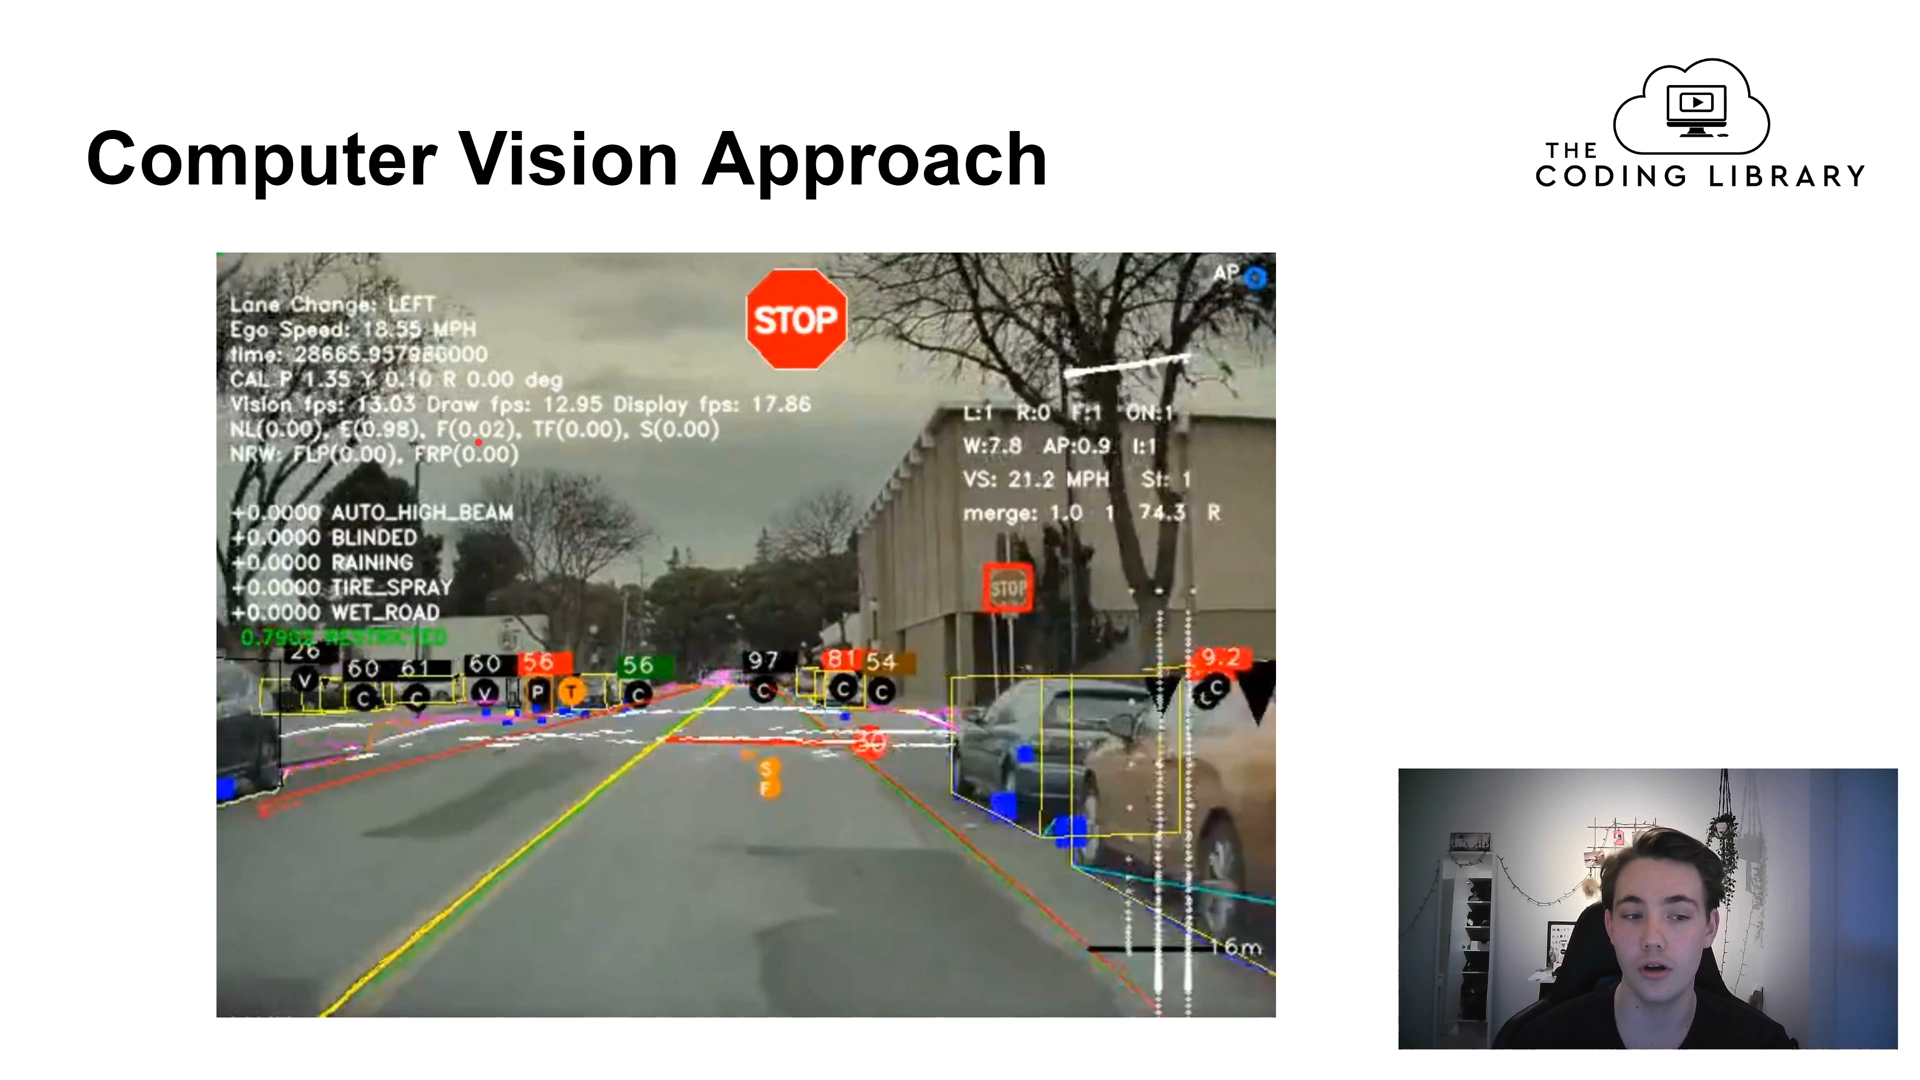 Computer Vision Approach
THE
CODING LIBRARY
STOP
AP
Lane Change: LEFT
Ego Speed: 18.55 MPH
time: 28665.937980000
CAL P 1.35 Y 0.10 R 0.00 deg
Vision fps: 13.03 Draw fps: 12.95 Display fps: 17.86
NL(0.00), E(0.98), F(0.02), TF(0.00), S(0.00)
NRW: FLP(0.00), FRP(0.00)
L:1 R:0 F:1 ON:1
W:7.8 AP:0.9 I:1
VS: 21.2 MPH St: 1
merge: 1.0 1 74.3 R
+0.0000 AUTO_HIGH_BEAM
+0.0000 BLINDED
+0.0000 RAINING
+0.0000 TIRE_SPRAY
+0.0000 WET_ROAD
RESTRICTED
STOP
26 60 61 60 56 56 97 81 54 9.2
V C C V P T C C C C C
30
S
F
16m